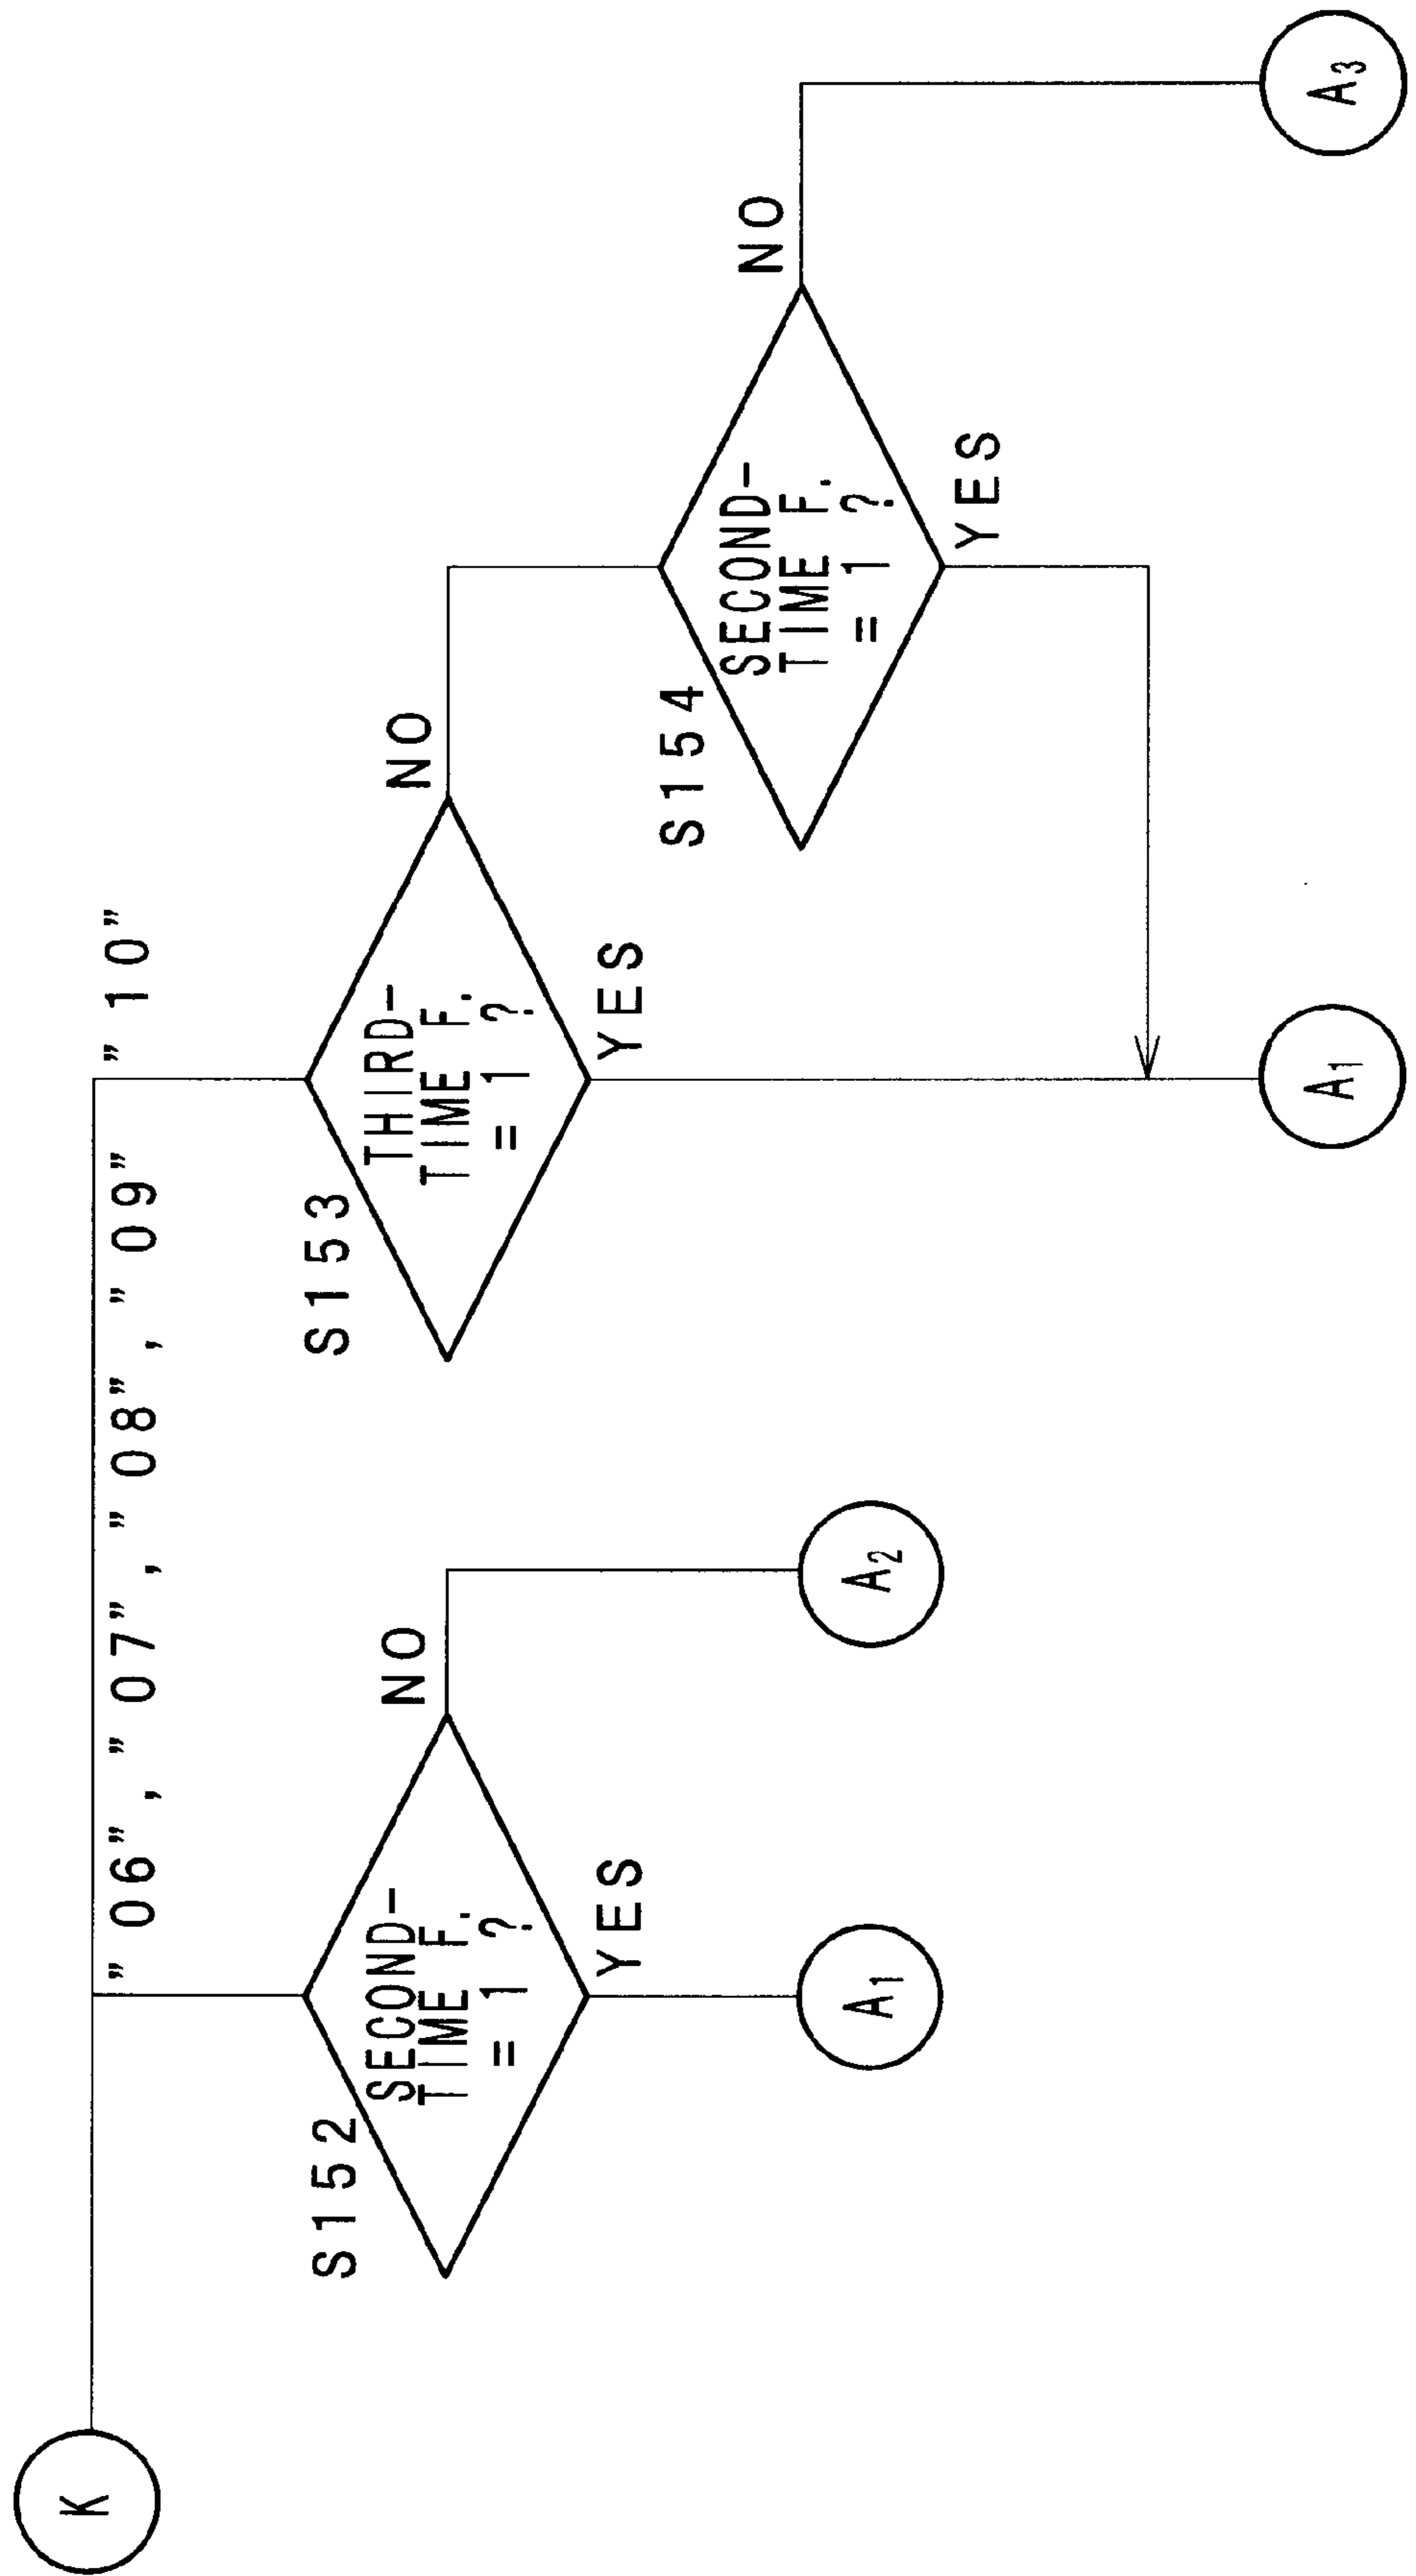 K
"06", "07", "08", "09"
"10"
S152
SECOND-
TIME F.
= 1 ?
NO
YES
A1
A2
S153
THIRD-
TIME F.
= 1 ?
NO
YES
S154
SECOND-
TIME F.
= 1 ?
NO
YES
A1
A3